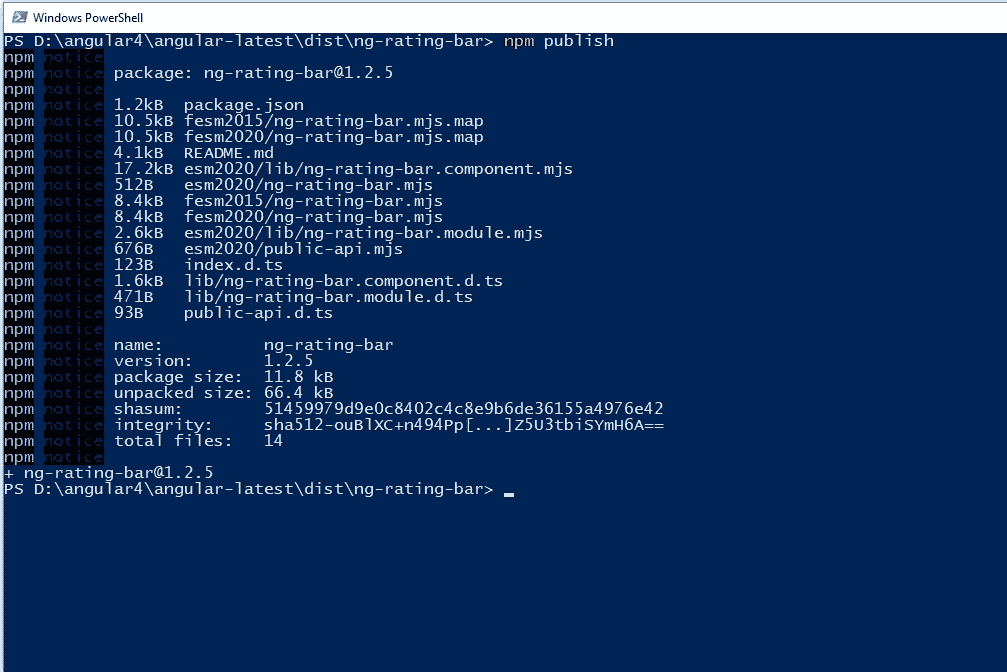 Windows PowerShell
PS D:\angular4\angular-latest\dist\ng-rating-bar> npm publish
npm notice
npm notice package: ng-rating-bar@1.2.5
npm notice
npm notice 1.2kB package.json
npm notice 10.5kB fesm2015/ng-rating-bar.mjs.map
npm notice 10.5kB fesm2020/ng-rating-bar.mjs.map
npm notice 4.1kB README.md
npm notice 17.2kB esm2020/lib/ng-rating-bar.component.mjs
npm notice 512B esm2020/ng-rating-bar.mjs
npm notice 8.4kB fesm2015/ng-rating-bar.mjs
npm notice 8.4kB fesm2020/ng-rating-bar.mjs
npm notice 2.6kB esm2020/lib/ng-rating-bar.module.mjs
npm notice 676B esm2020/public-api.mjs
npm notice 123B index.d.ts
npm notice 1.6kB lib/ng-rating-bar.component.d.ts
npm notice 471B lib/ng-rating-bar.module.d.ts
npm notice 93B public-api.d.ts
npm notice
npm notice name: ng-rating-bar
npm notice version: 1.2.5
npm notice package size: 11.8 kB
npm notice unpacked size: 66.4 kB
npm notice shasum: 51459979d9e0c8402c4c8e9b6de36155a4976e42
npm notice integrity: sha512-ouBlXC+n494Pp[...]Z5U3tbiSYmH6A==
npm notice total files: 14
npm notice
+ ng-rating-bar@1.2.5
PS D:\angular4\angular-latest\dist\ng-rating-bar>